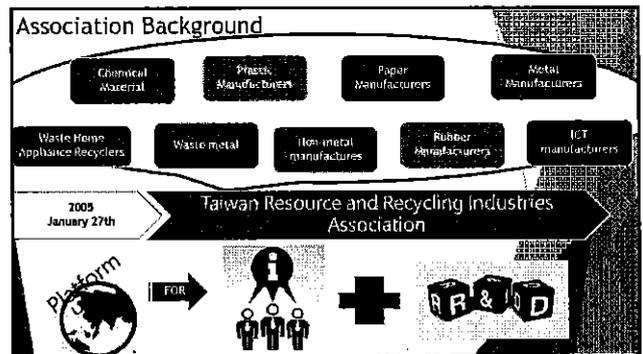 Association Background
Chemical
Material
Plastic
Manufacturers
Paper
Manufacturers
Metal
Manufacturers
Waste Home
Appliance Recyclers
Waste metal
Non-metal
manufactures
Rubber
Manufacturers
ICT
manufacturers
2005
January 27th
Taiwan Resource and Recycling Industries
Association
Platform
FOR
i
R & D